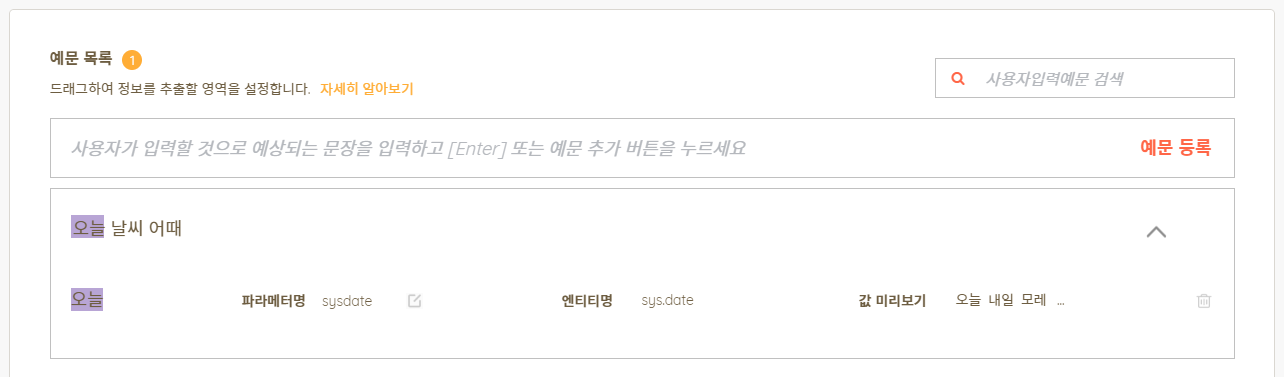 예문 목록 1
드래그하여 정보를 추출할 영역을 설정합니다. 자세히 알아보기
사용자입력예문 검색
사용자가 입력할 것으로 예상되는 문장을 입력하고 [Enter] 또는 예문 추가 버튼을 누르세요 예문 등록
오늘 날씨 어때
오늘 파라메터명 sysdate 엔티티명 sys.date 값 미리보기 오늘 내일 모레 ...